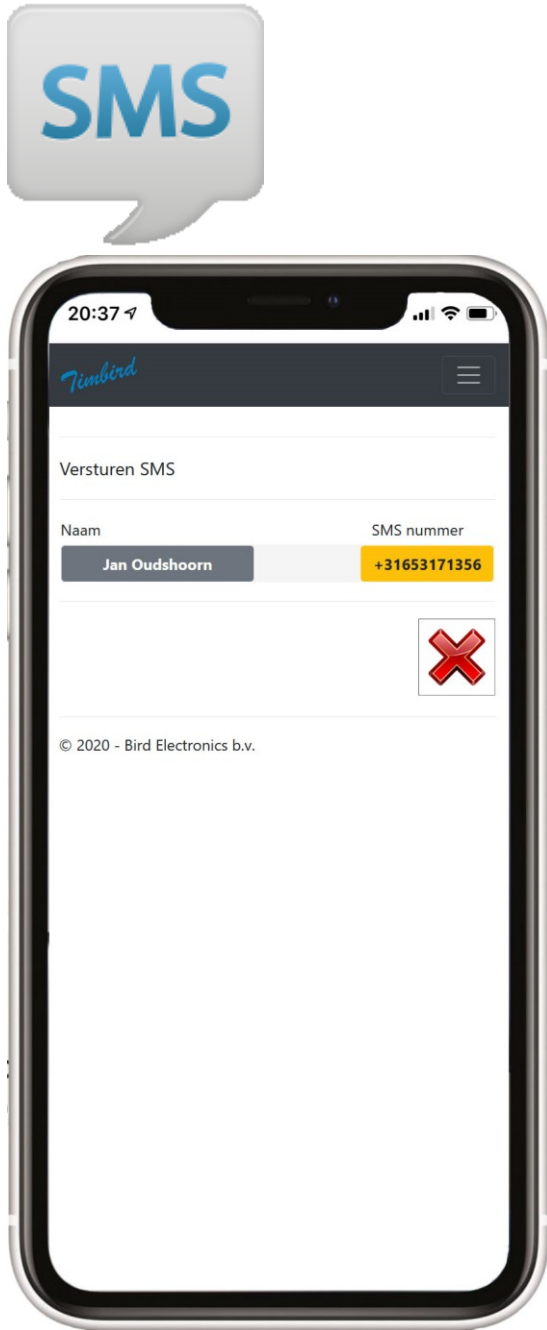 SMS
20:37
Timbird
Versturen SMS
Naam SMS nummer
Jan Oudshoorn +31653171356
© 2020 - Bird Electronics b.v.